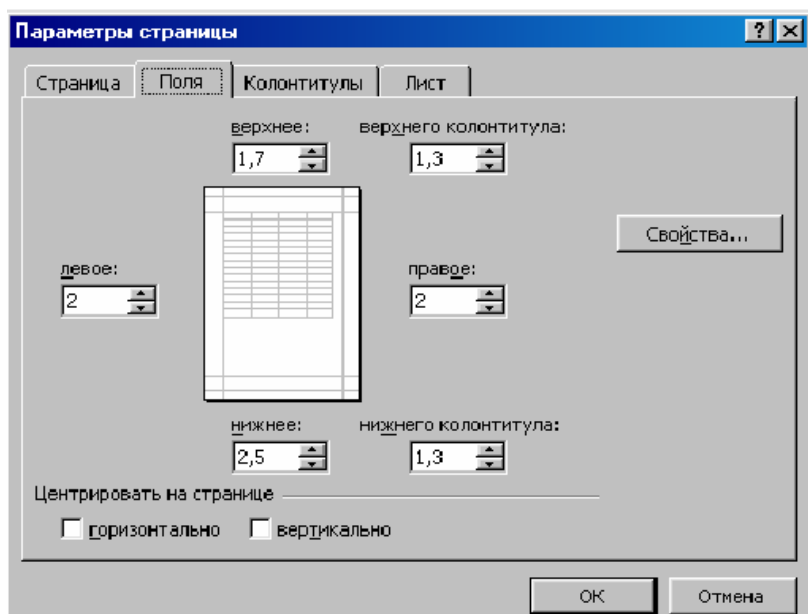 Параметры страницы
Страница Поля Колонтитулы Лист
верхнее: верхнего колонтитула:
1,7 1,3
Свойства...
левое: правое:
2 2
нижнее: нижнего колонтитула:
2,5 1,3
Центрировать на странице
горизонтально вертикально
ОК Отмена